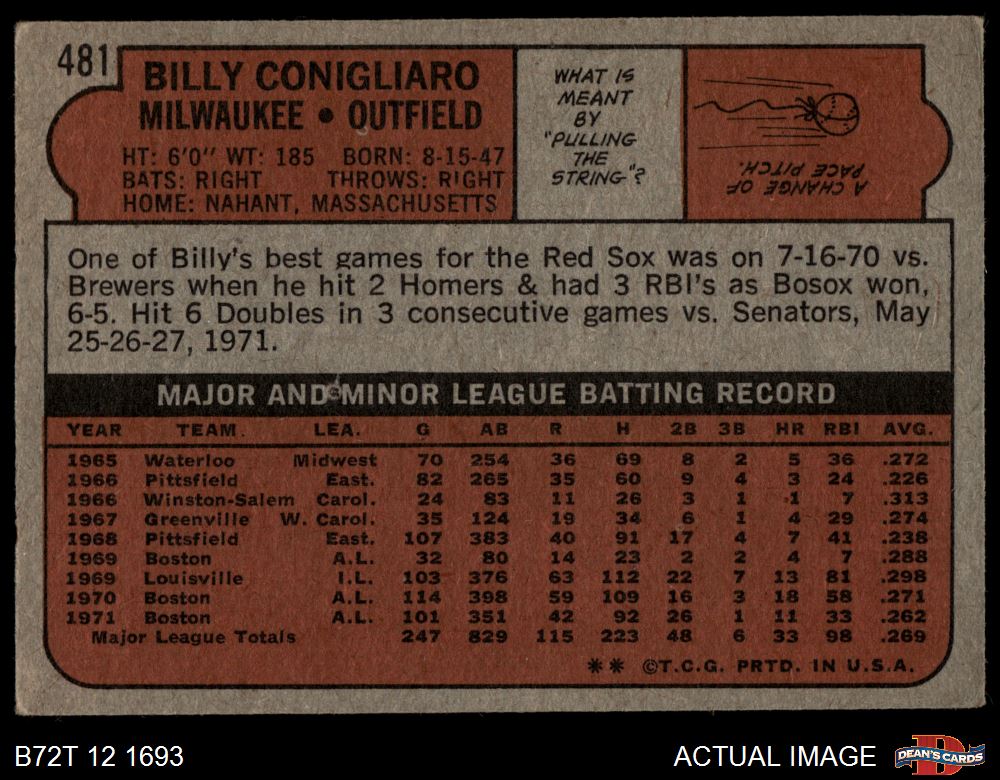 481
BILLY CONIGLIARO
MILWAUKEE • OUTFIELD
HT: 6'0" WT: 185 BORN: 8-15-47
BATS: RIGHT THROWS: RIGHT
HOME: NAHANT, MASSACHUSETTS
WHAT IS
MEANT
BY
"PULLING
THE
STRING"?
A CHANGE OF
PACE PITCH.
One of Billy's best games for the Red Sox was on 7-16-70 vs.
Brewers when he hit 2 Homers & had 3 RBI's as Bosox won,
6-5. Hit 6 Doubles in 3 consecutive games vs. Senators, May
25-26-27, 1971.
MAJOR AND MINOR LEAGUE BATTING RECORD
YEAR TEAM. LEA. G AB R H 2B 3B HR RBI AVG.
1965 Waterloo Midwest 70 254 36 69 8 2 5 36 .272
1966 Pittsfield East. 82 265 35 60 9 4 3 24 .226
1966 Winston-Salem Carol. 24 83 11 26 3 1 1 7 .313
1967 Greenville W. Carol. 35 124 19 34 6 1 4 29 .274
1968 Pittsfield East. 107 383 40 91 17 4 7 41 .238
1969 Boston A.L. 32 80 14 23 2 2 4 7 .288
1969 Louisville I.L. 103 376 63 112 22 7 13 81 .298
1970 Boston A.L. 114 398 59 109 16 3 18 58 .271
1971 Boston A.L. 101 351 42 92 26 1 11 33 .262
Major League Totals 247 829 115 223 48 6 33 98 .269
** ©T.C.G. PRTD. IN U.S.A.
B72T 12 1693
ACTUAL IMAGE
D
DEAN'S CARDS